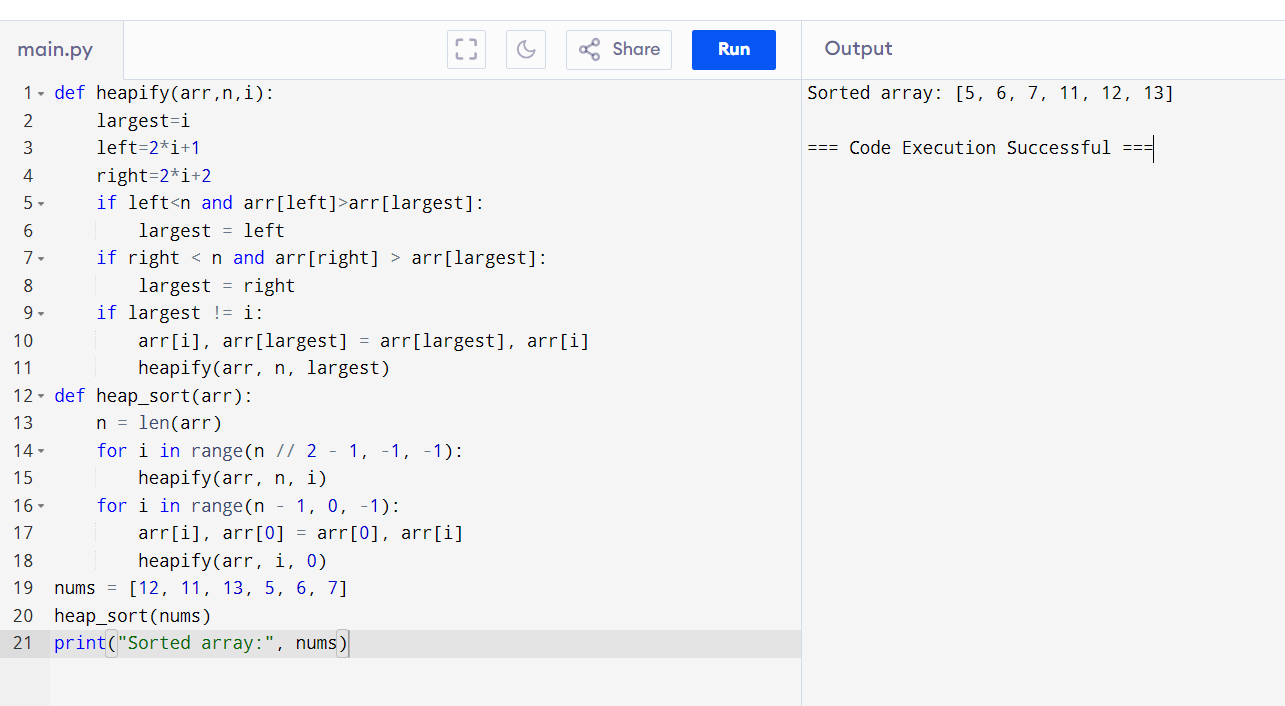 main.py
Share
Run
Output
1 def heapify(arr,n,i):
2     largest=i
3     left=2*i+1
4     right=2*i+2
5     if left<n and arr[left]>arr[largest]:
6         largest = left
7     if right < n and arr[right] > arr[largest]:
8         largest = right
9     if largest != i:
10         arr[i], arr[largest] = arr[largest], arr[i]
11         heapify(arr, n, largest)
12 def heap_sort(arr):
13     n = len(arr)
14     for i in range(n // 2 - 1, -1, -1):
15         heapify(arr, n, i)
16     for i in range(n - 1, 0, -1):
17         arr[i], arr[0] = arr[0], arr[i]
18         heapify(arr, i, 0)
19 nums = [12, 11, 13, 5, 6, 7]
20 heap_sort(nums)
21 print("Sorted array:", nums)
Sorted array: [5, 6, 7, 11, 12, 13]
=== Code Execution Successful ===